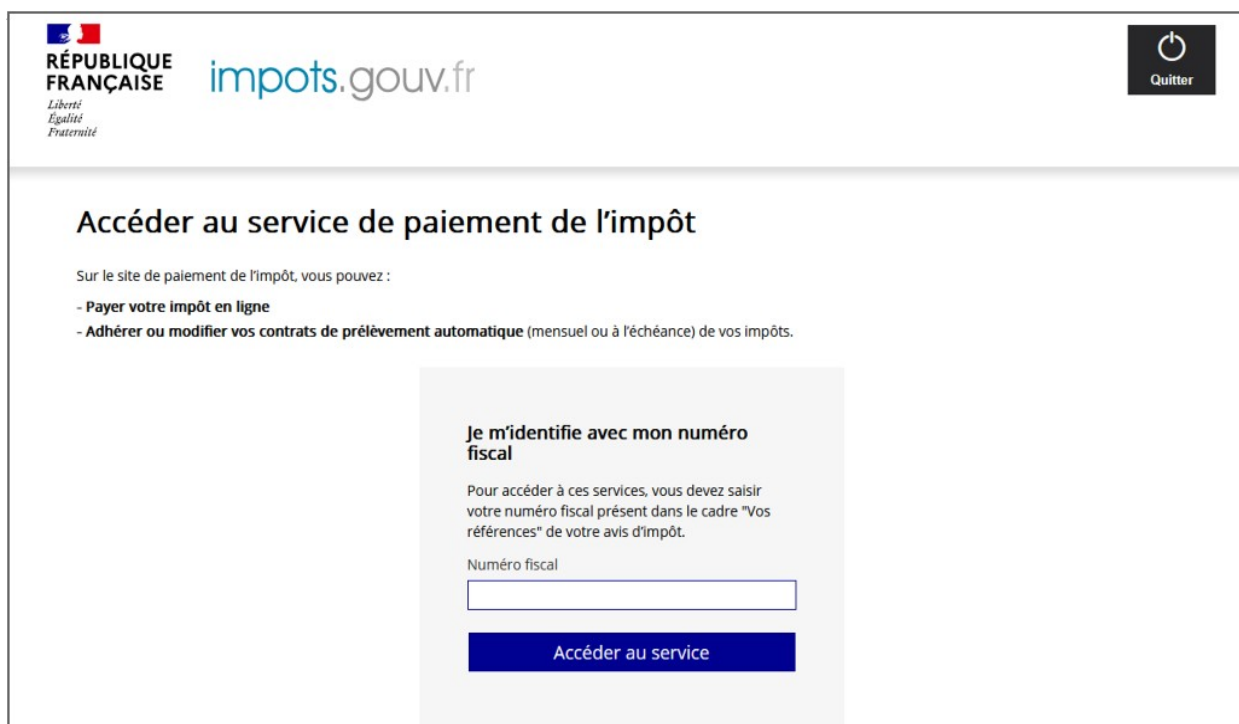 RÉPUBLIQUE
FRANÇAISE
Liberté
Égalité
Fraternité
impots.gouv.fr
Quitter
Accéder au service de paiement de l’impôt
Sur le site de paiement de l’impôt, vous pouvez :
- Payer votre impôt en ligne
- Adhérer ou modifier vos contrats de prélèvement automatique (mensuel ou à l’échéance) de vos impôts.
Je m’identifie avec mon numéro
fiscal
Pour accéder à ces services, vous devez saisir
votre numéro fiscal présent dans le cadre "Vos
références" de votre avis d’impôt.
Numéro fiscal
Accéder au service